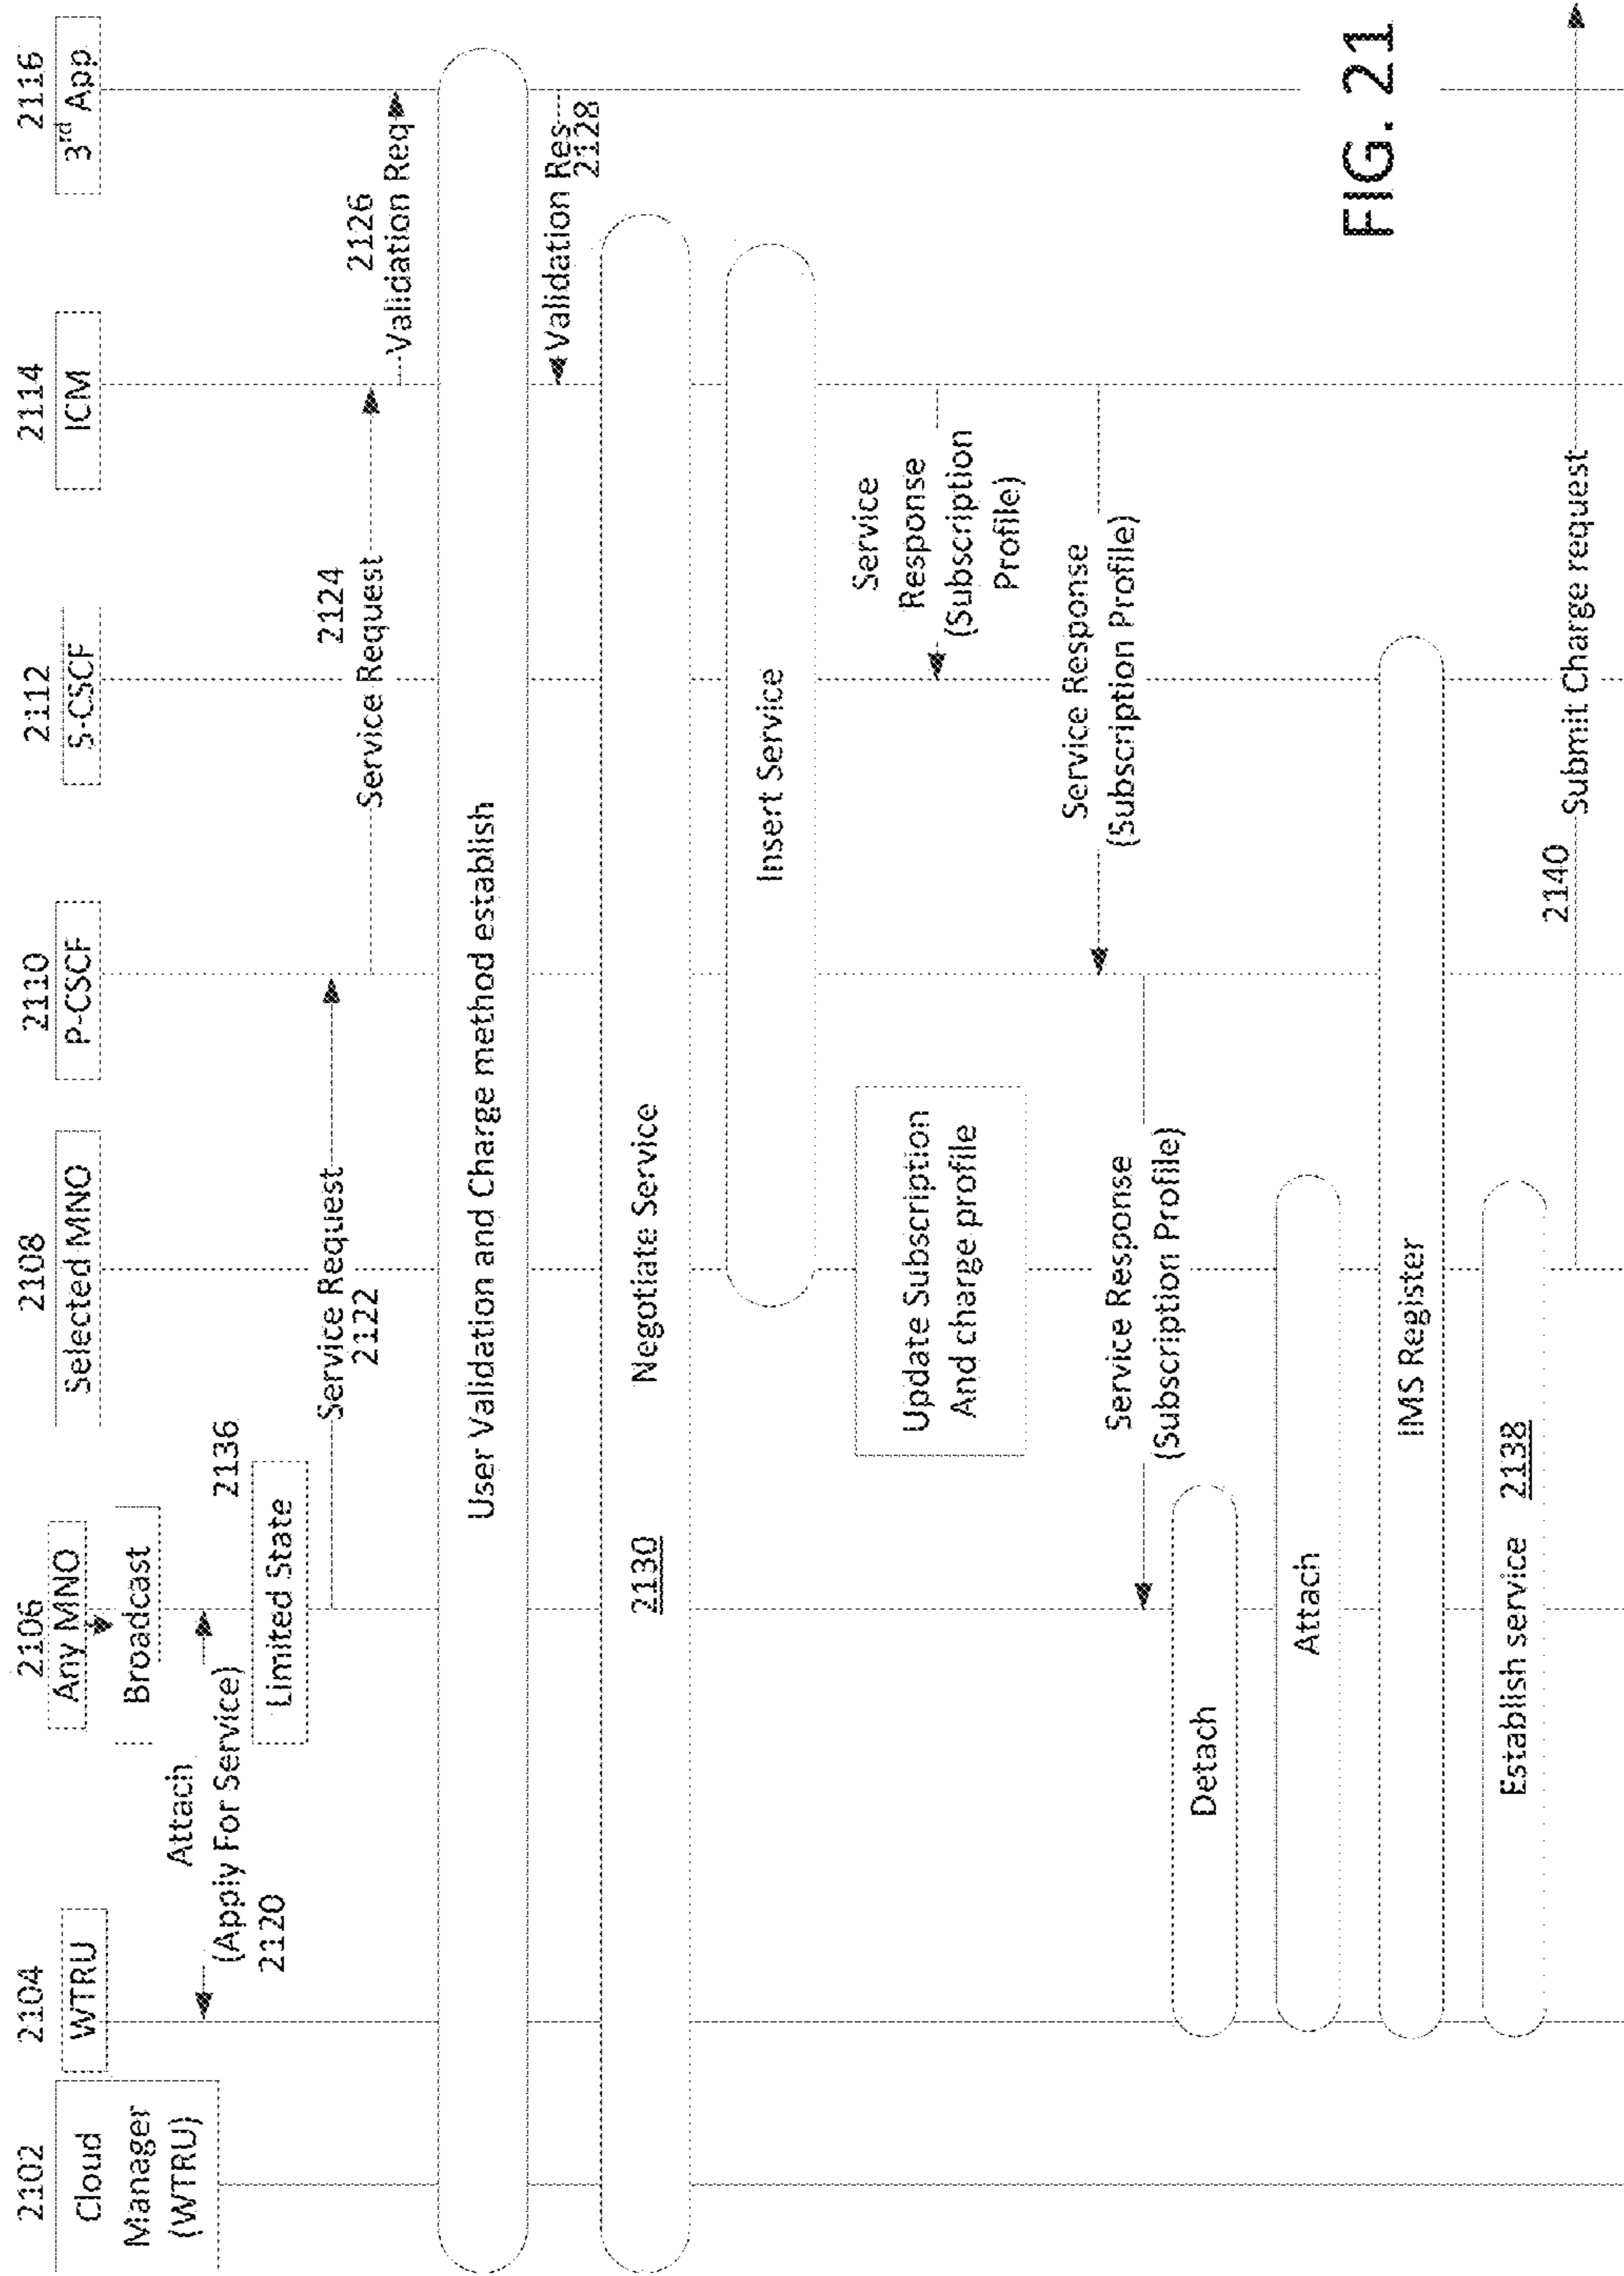 2102
Cloud
Manager
(WTRU)
2104
WTRU
2106
Any MNO
Broadcast
2108
Selected MNO
2110
P-CSCF
2112
S-CSCF
2114
ICM
2116
3rd App
Attach
(Apply For Service)
2120
2136
Limited State
Service Request
2122
2124
Service Request
2126
Validation Req
User Validation and Charge method establish
Validation Res
2128
2130
Negotiate Service
Insert Service
Update Subscription
And charge profile
Service
Response
(Subscription
Profile)
Service Response
(Subscription Profile)
Service Response
(Subscription Profile)
Detach
Attach
IMS Register
Establish service 2138
2140
Submit Charge request
FIG. 21